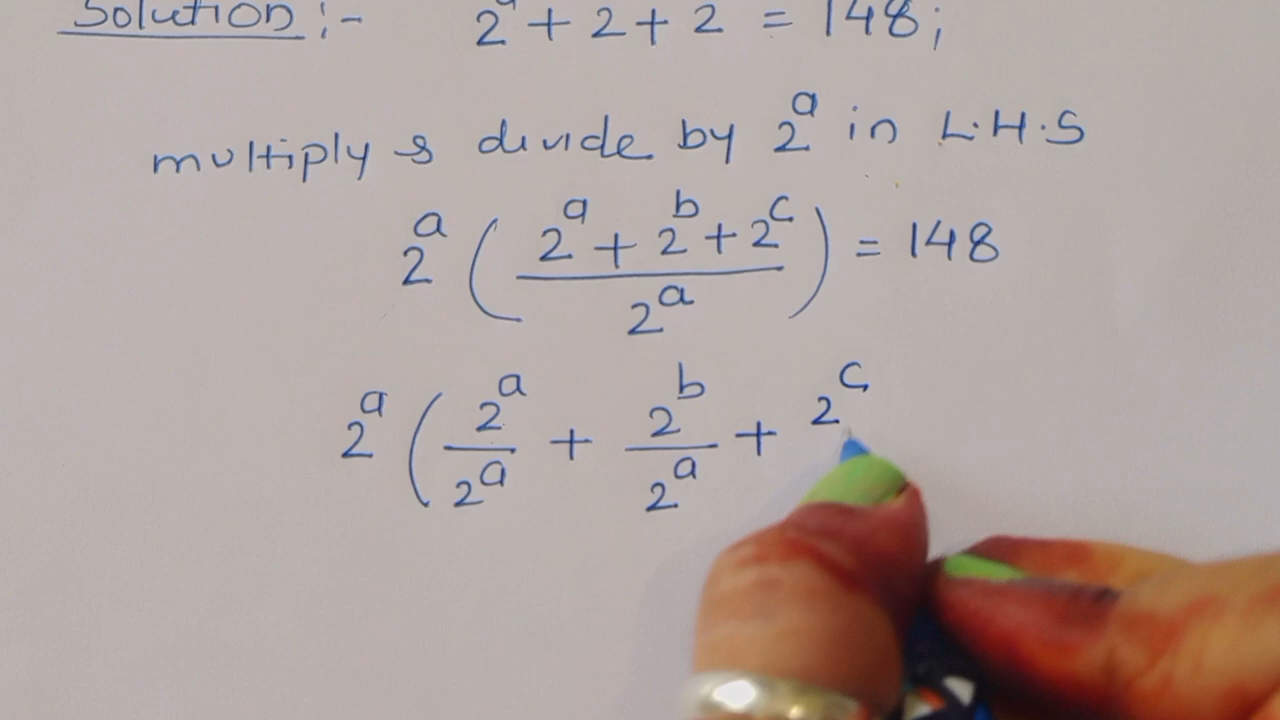 Solution :- 2^a + 2 + 2 = 148;
multiply & divide by 2^a in L.H.S
2^a ( (2^a + 2^b + 2^c) / 2^a ) = 148
2^a ( 2^a / 2^a + 2^b / 2^a + 2^c